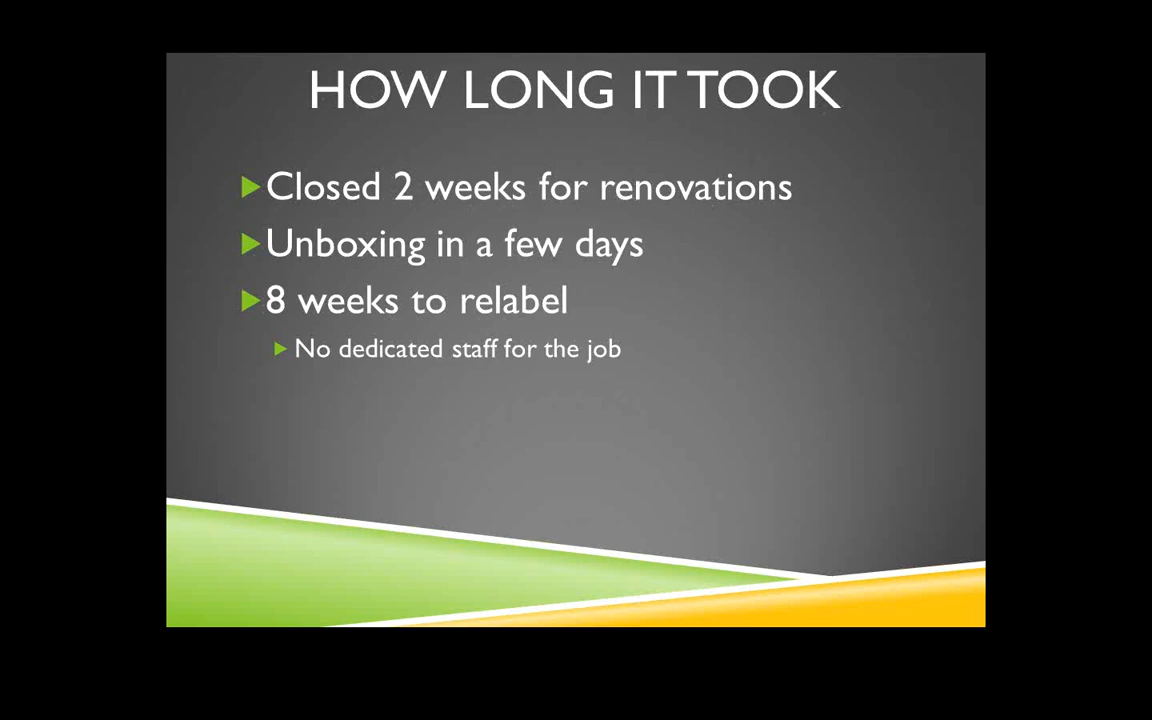 HOW LONG IT TOOK
Closed 2 weeks for renovations
Unboxing in a few days
8 weeks to relabel
No dedicated staff for the job